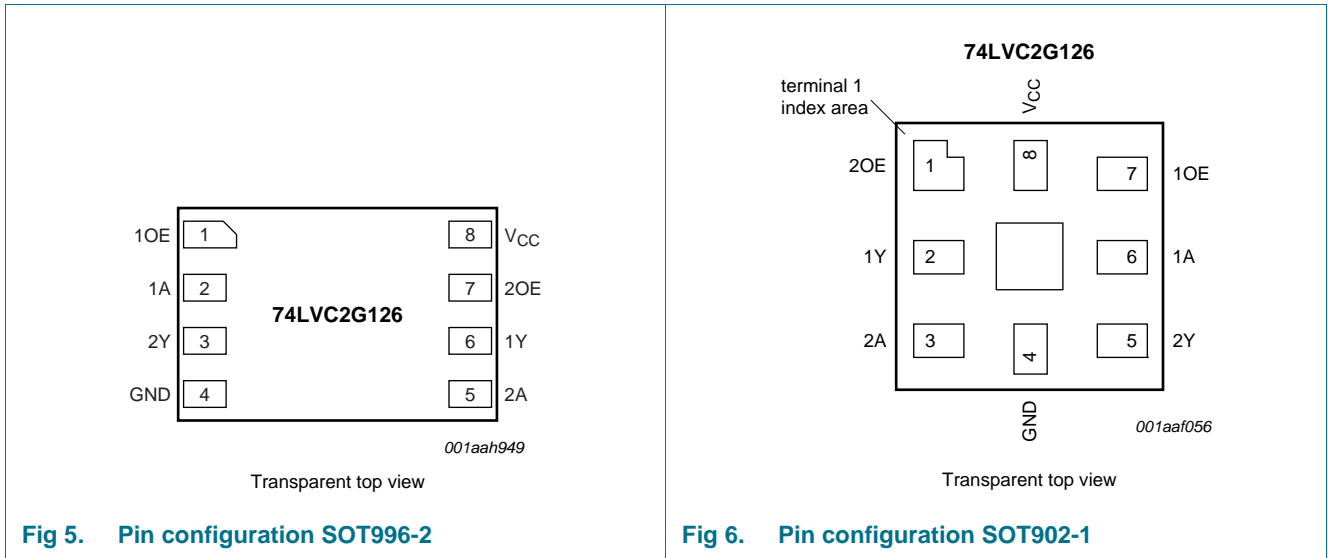 1OE 1 8 VCC
1A 2 7 2OE
74LVC2G126
2Y 3 6 1Y
GND 4 5 2A
001aah949
Transparent top view
Fig 5. Pin configuration SOT996-2
74LVC2G126
terminal 1
index area
VCC
2OE 1 8 7 1OE
1Y 2 6 1A
2A 3 4 5 2Y
GND
001aaf056
Transparent top view
Fig 6. Pin configuration SOT902-1